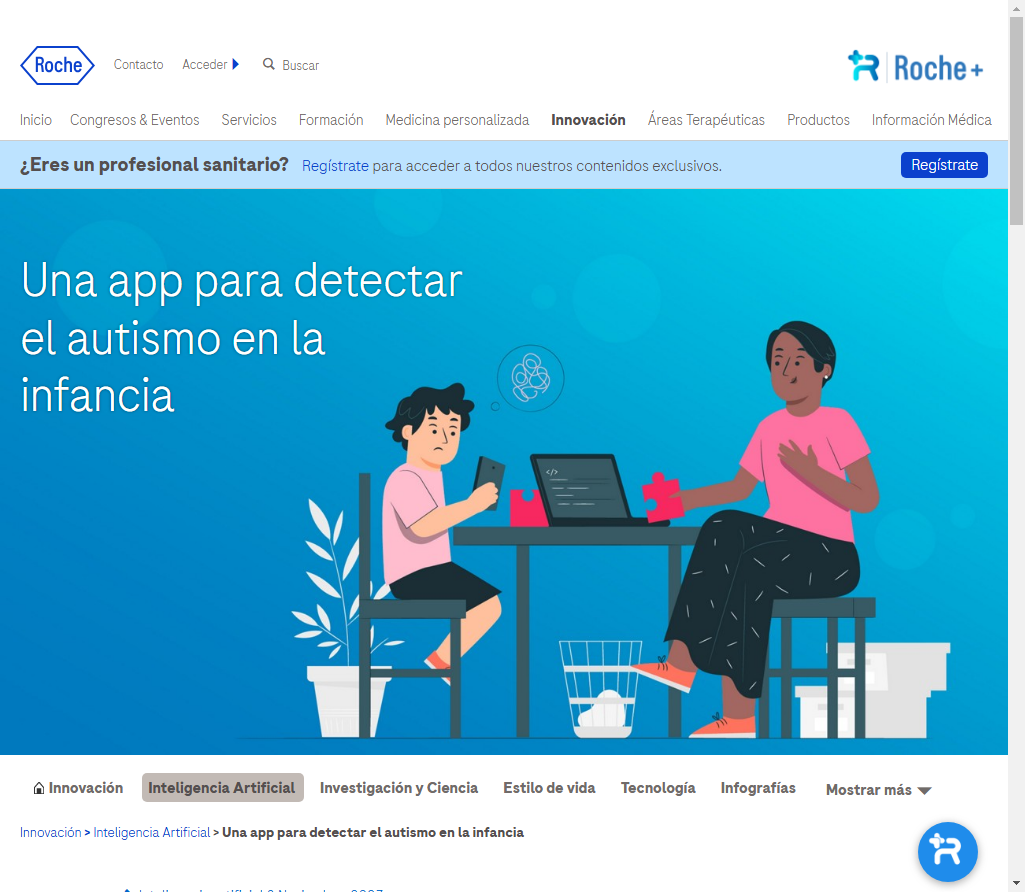 Roche
Contacto
Acceder
Buscar
Roche+
Inicio
Congresos & Eventos
Servicios
Formación
Medicina personalizada
Innovación
Áreas Terapéuticas
Productos
Información Médica
¿Eres un profesional sanitario? Regístrate para acceder a todos nuestros contenidos exclusivos.
Regístrate
Una app para detectar
el autismo en la
infancia
</>
Innovación
Inteligencia Artificial
Investigación y Ciencia
Estilo de vida
Tecnología
Infografías
Mostrar más
Innovación > Inteligencia Artificial > Una app para detectar el autismo en la infancia